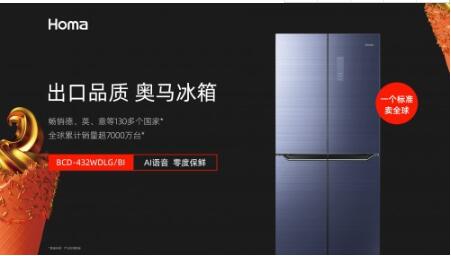 Homa
出口品质 奥马冰箱
畅销德、英、意等130多个国家*
全球累计销量超7000万台*
BCD-432WDLG/BI AI语音 零度保鲜
一个标准
卖全球